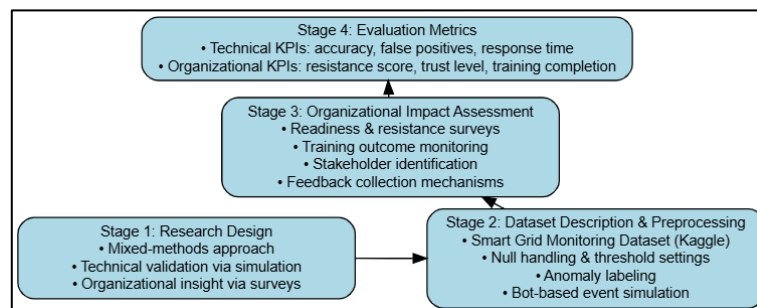 Stage 4: Evaluation Metrics
• Technical KPIs: accuracy, false positives, response time
• Organizational KPIs: resistance score, trust level, training completion
Stage 3: Organizational Impact Assessment
• Readiness & resistance surveys
• Training outcome monitoring
• Stakeholder identification
• Feedback collection mechanisms
Stage 1: Research Design
• Mixed-methods approach
• Technical validation via simulation
• Organizational insight via surveys
Stage 2: Dataset Description & Preprocessing
• Smart Grid Monitoring Dataset (Kaggle)
• Null handling & threshold settings
• Anomaly labeling
• Bot-based event simulation